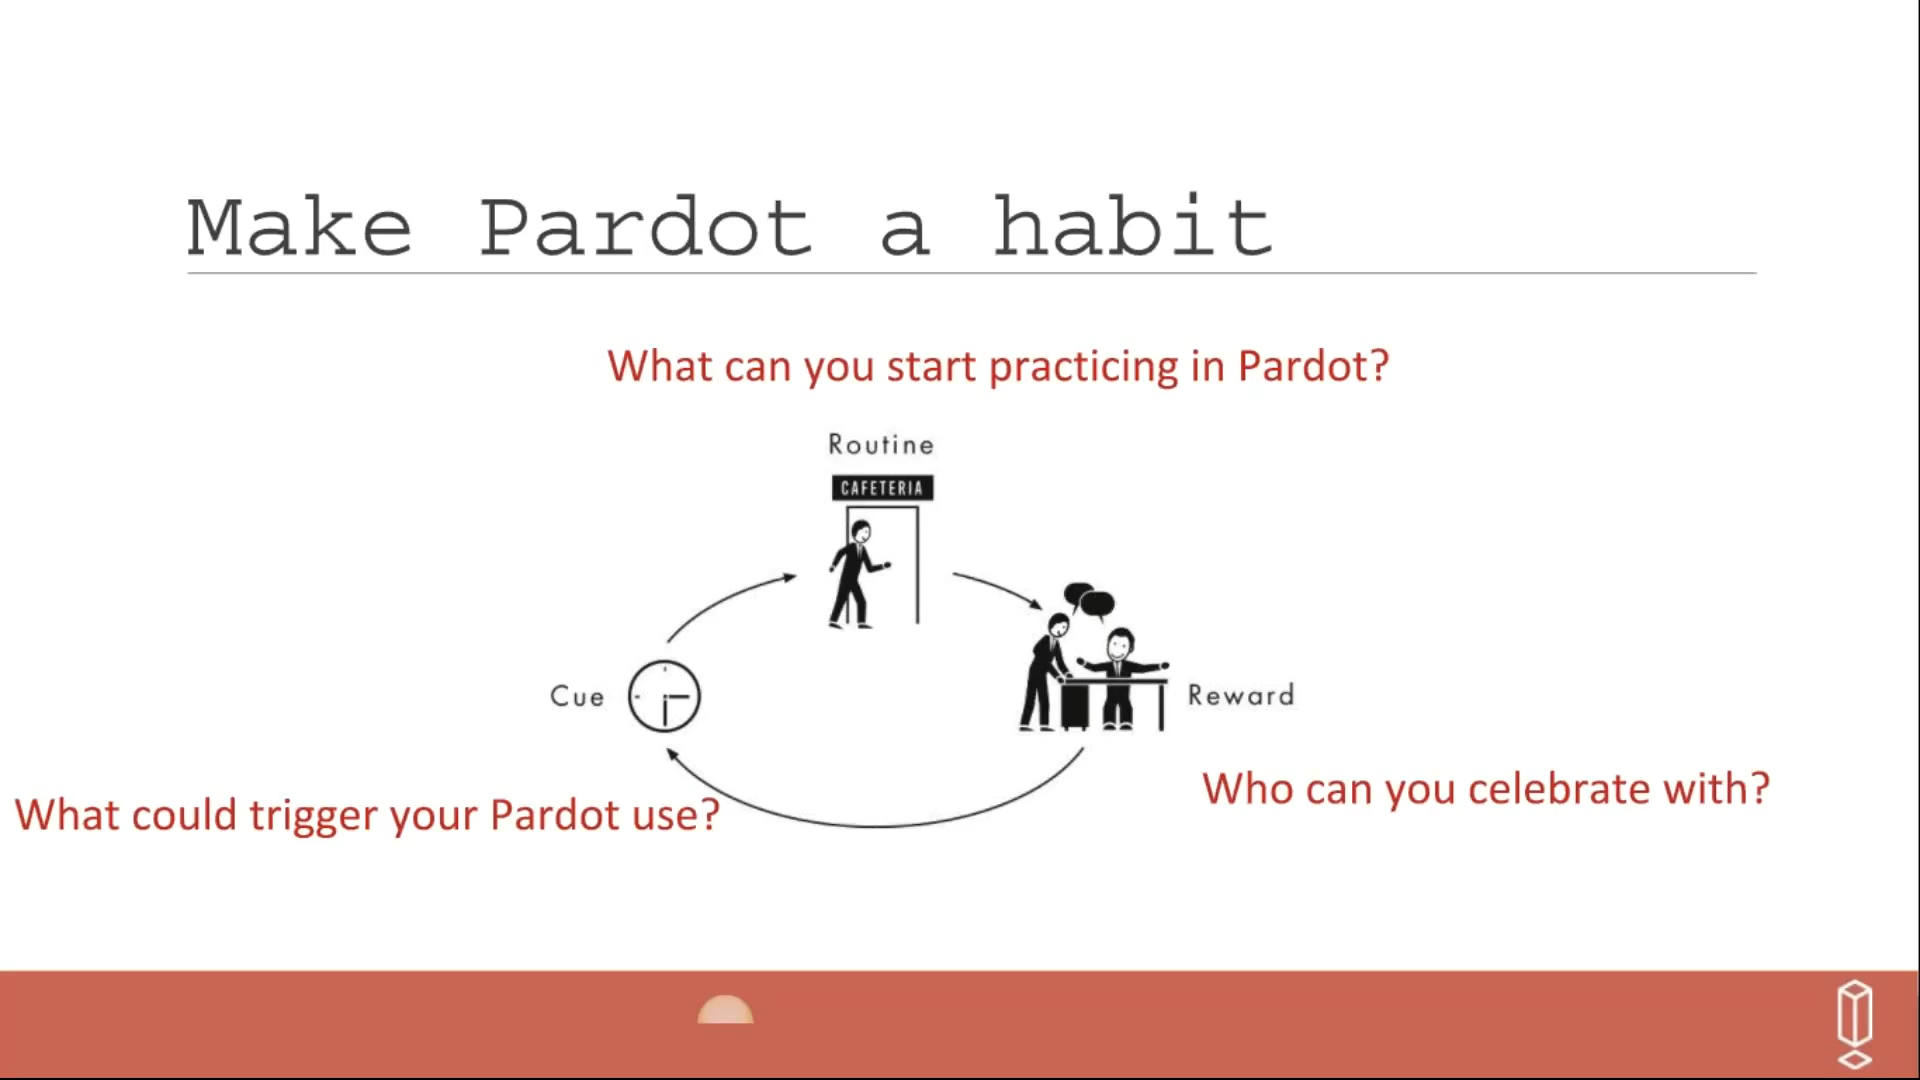 Make Pardot a habit
What can you start practicing in Pardot?
Routine
CAFETERIA
Cue
Reward
What could trigger your Pardot use?
Who can you celebrate with?